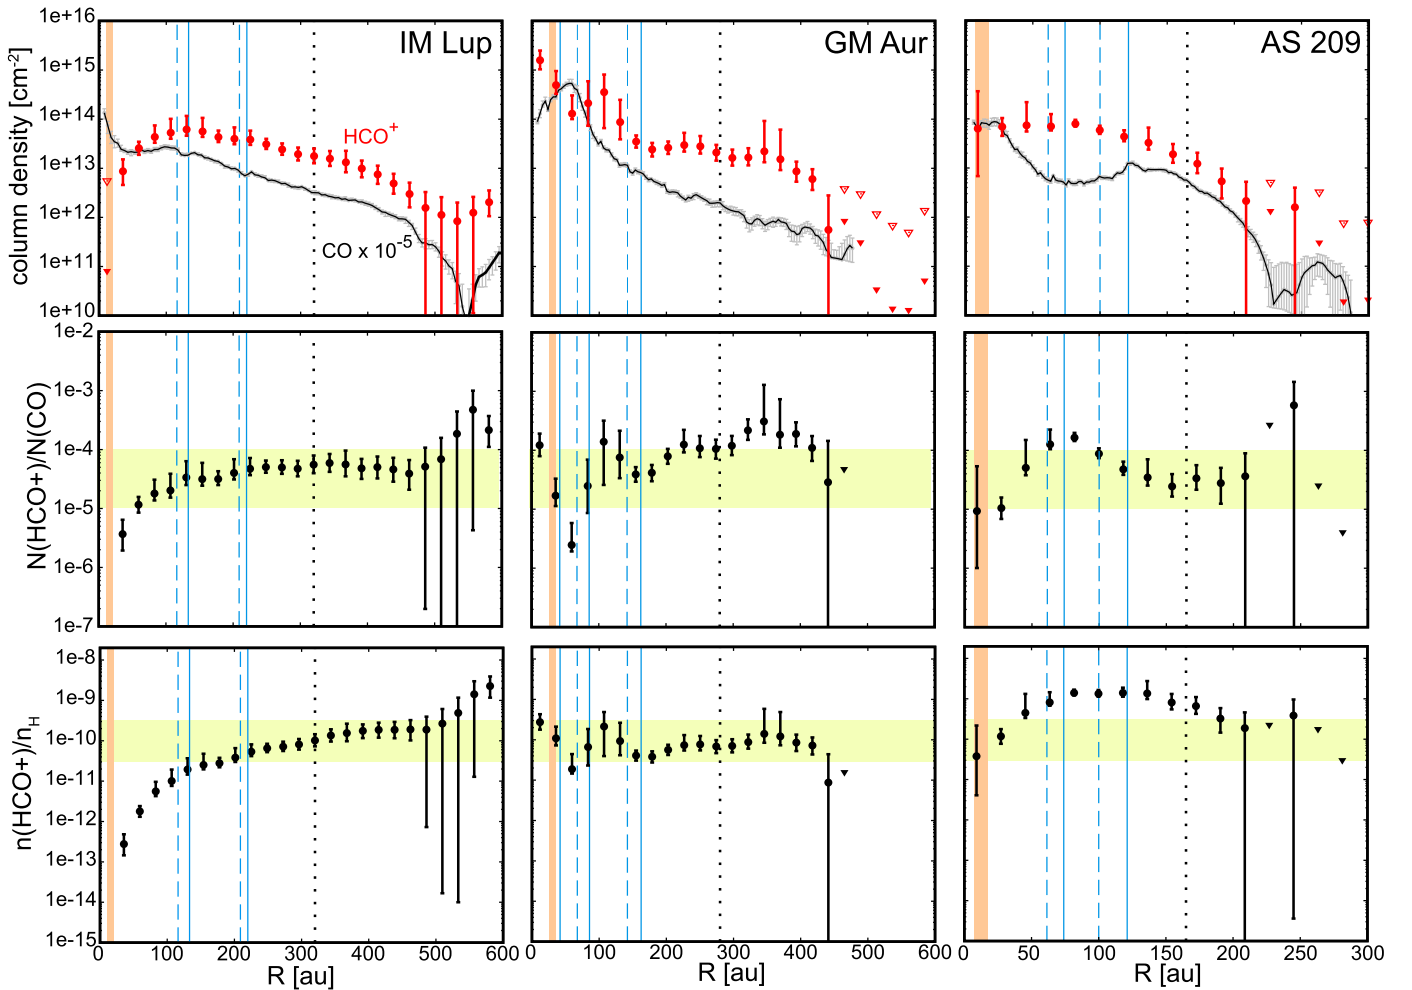 IM Lup
GM Aur
AS 209
column density [cm-2]
1e+16
1e+15
1e+14
1e+13
1e+12
1e+11
1e+10
HCO+
CO x 10-5
N(HCO+)/N(CO)
1e-2
1e-3
1e-4
1e-5
1e-6
1e-7
n(HCO+)/nH
1e-8
1e-9
1e-10
1e-11
1e-12
1e-13
1e-14
1e-15
0 100 200 300 400 500
0 100 200 300 400 500 600
0 50 100 150 200 250 300
R [au]
R [au]
R [au]